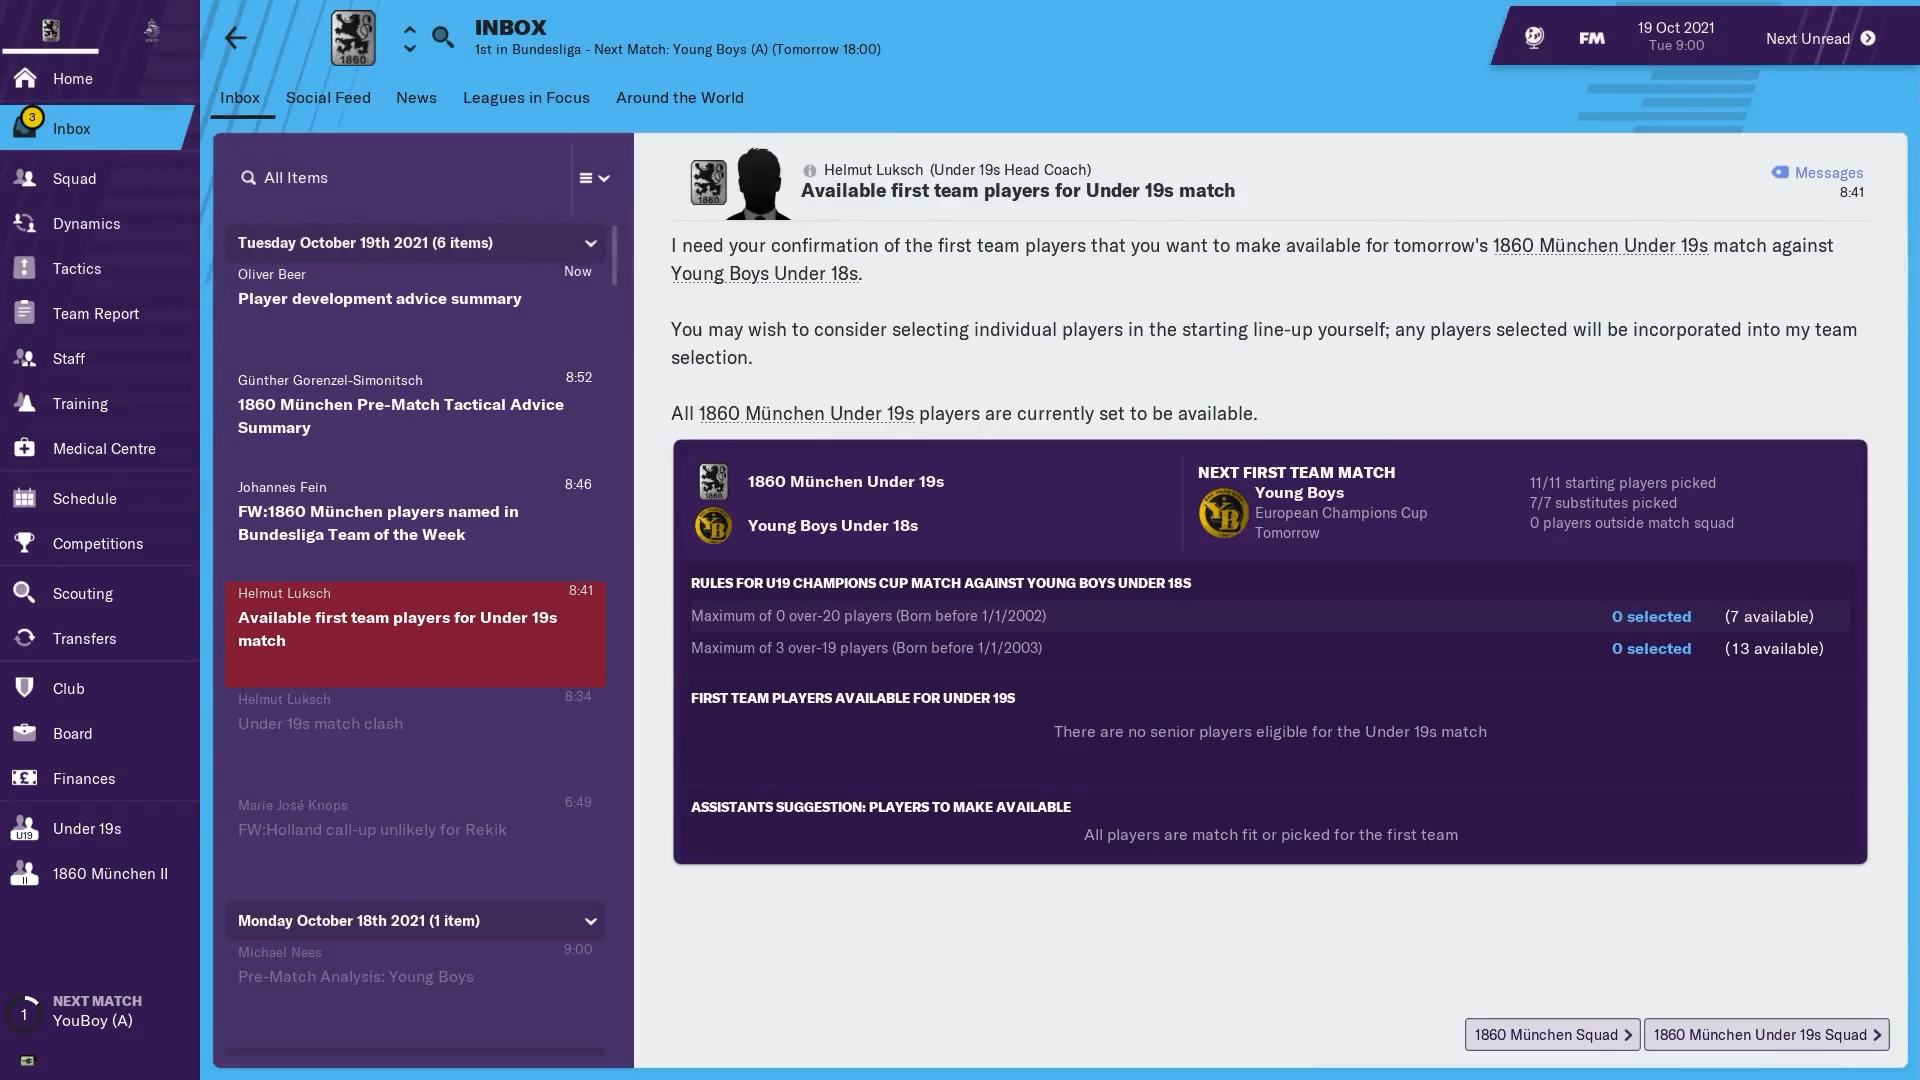 INBOX
1st in Bundesliga - Next Match: Young Boys (A) (Tomorrow 18:00)
FM
19 Oct 2021
Tue 9:00
Next Unread
Home
3
Inbox
Squad
Dynamics
Tactics
Team Report
Staff
Training
Medical Centre
Schedule
Competitions
Scouting
Transfers
Club
Board
Finances
U19
Under 19s
II
1860 München II
1
NEXT MATCH
YouBoy (A)
1860
Inbox
Social Feed
News
Leagues in Focus
Around the World
All Items
Tuesday October 19th 2021 (6 items)
Oliver Beer
Now
Player development advice summary
Günther Gorenzel-Simonitsch
8:52
1860 München Pre-Match Tactical Advice
Summary
Johannes Fein
8:46
FW:1860 München players named in
Bundesliga Team of the Week
Helmut Luksch
8:41
Available first team players for Under 19s
match
Helmut Luksch
8:34
Under 19s match clash
Marie José Knops
6:49
FW:Holland call-up unlikely for Rekik
Monday October 18th 2021 (1 item)
Michael Nees
9:00
Pre-Match Analysis: Young Boys
1860
Helmut Luksch (Under 19s Head Coach)
Available first team players for Under 19s match
Messages
8:41
I need your confirmation of the first team players that you want to make available for tomorrow's 1860 München Under 19s match against
Young Boys Under 18s.
You may wish to consider selecting individual players in the starting line-up yourself; any players selected will be incorporated into my team
selection.
All 1860 München Under 19s players are currently set to be available.
1860
1860 München Under 19s
YB
Young Boys Under 18s
NEXT FIRST TEAM MATCH
YB
Young Boys
European Champions Cup
Tomorrow
11/11 starting players picked
7/7 substitutes picked
0 players outside match squad
RULES FOR U19 CHAMPIONS CUP MATCH AGAINST YOUNG BOYS UNDER 18S
Maximum of 0 over-20 players (Born before 1/1/2002)
0 selected
(7 available)
Maximum of 3 over-19 players (Born before 1/1/2003)
0 selected
(13 available)
FIRST TEAM PLAYERS AVAILABLE FOR UNDER 19S
There are no senior players eligible for the Under 19s match
ASSISTANTS SUGGESTION: PLAYERS TO MAKE AVAILABLE
All players are match fit or picked for the first team
1860 München Squad
1860 München Under 19s Squad